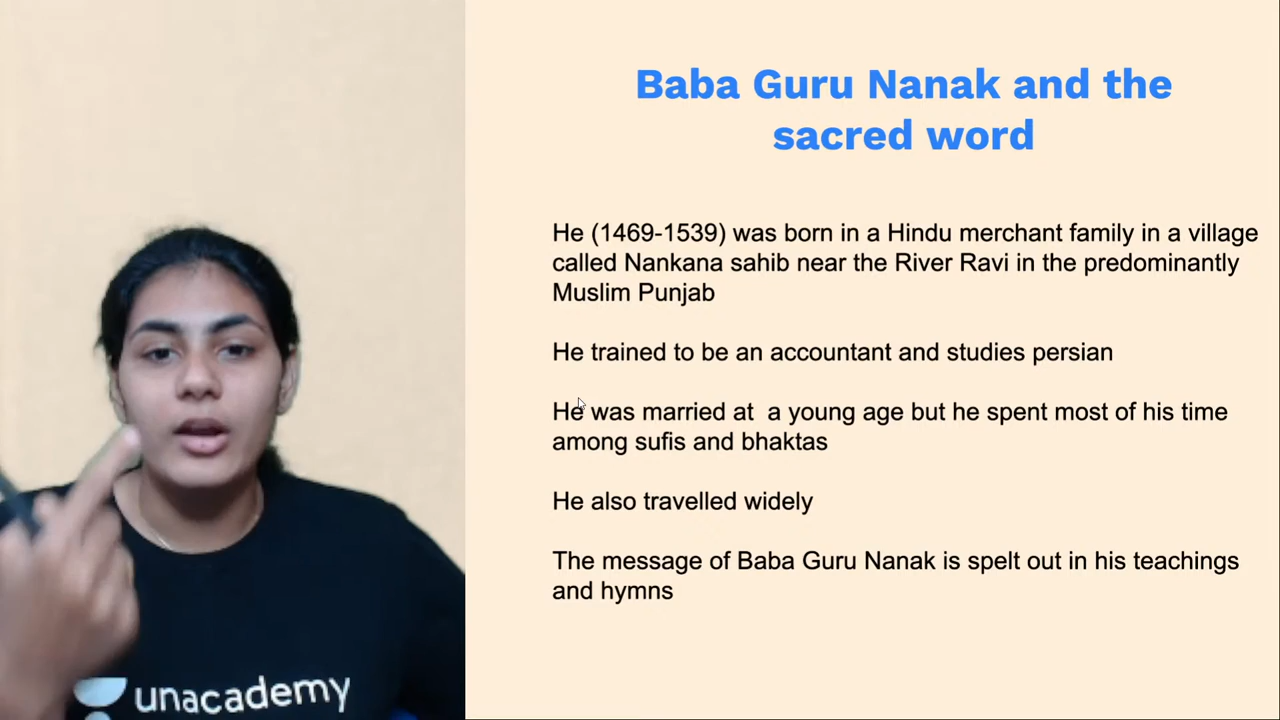 Baba Guru Nanak and the
sacred word
He (1469-1539) was born in a Hindu merchant family in a village
called Nankana sahib near the River Ravi in the predominantly
Muslim Punjab
He trained to be an accountant and studies persian
He was married at  a young age but he spent most of his time
among sufis and bhaktas
He also travelled widely
The message of Baba Guru Nanak is spelt out in his teachings
and hymns
unacademy